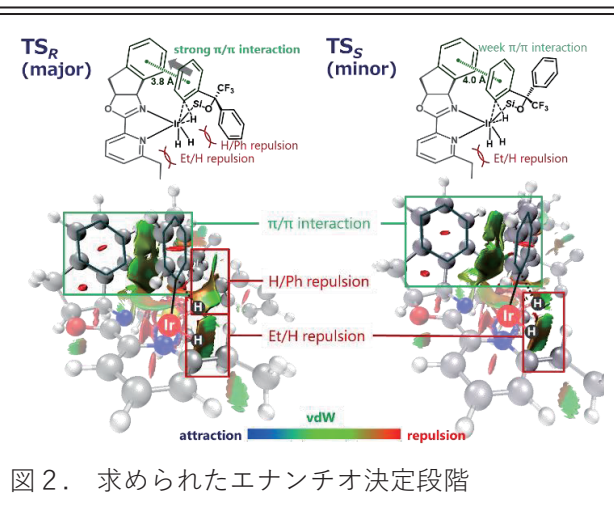 TSR
(major)
strong π/π interaction
3.8 A
CF3
Si
O
N
Ir
H
H
H
N
H/Ph repulsion
Et/H repulsion
TSS
(minor)
week π/π interaction
4.0 A
Si
O
CF3
N
Ir
H
H
H
N
Et/H repulsion
π/π interaction
H/Ph repulsion
Et/H repulsion
H
Ir
H
H
Ir
H
vdW
attraction
repulsion
図2. 求められたエナンチオ決定段階